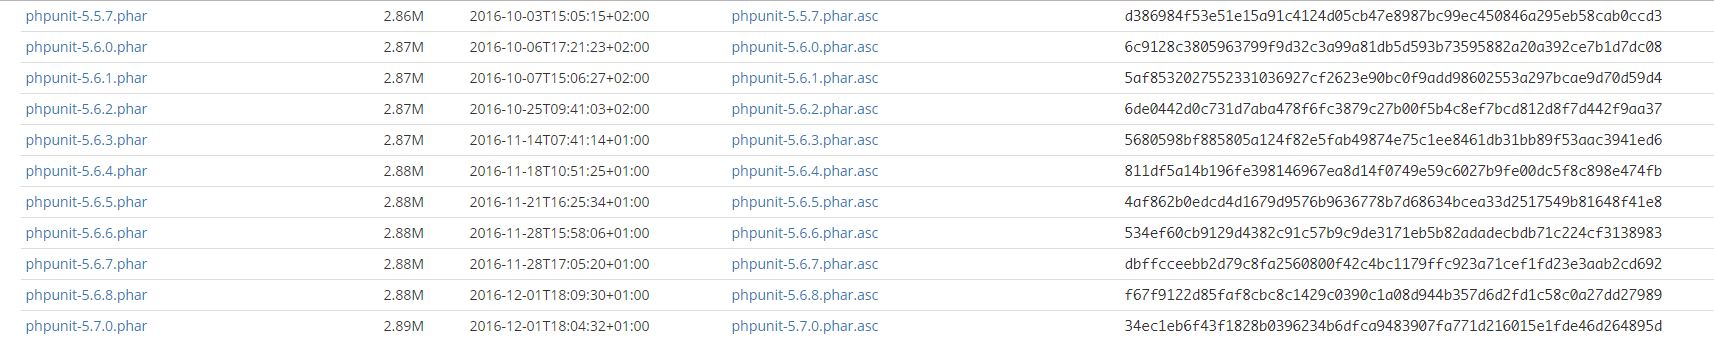 phpunit-5.5.7.phar 2.86M 2016-10-03T15:05:15+02:00 phpunit-5.5.7.phar.asc d386984f53e51e15a91c4124d05cb47e8987bc99ec450846a295eb58cab0ccd3
phpunit-5.6.0.phar 2.87M 2016-10-06T17:21:23+02:00 phpunit-5.6.0.phar.asc 6c9128c3805963799f9d32c3a99a81db5d593b73595882a20a392ce7b1d7dc08
phpunit-5.6.1.phar 2.87M 2016-10-07T15:06:27+02:00 phpunit-5.6.1.phar.asc 5af8532027552331036927cf2623e90bc0f9add98602553a297bcae9d70d59d4
phpunit-5.6.2.phar 2.87M 2016-10-25T09:41:03+02:00 phpunit-5.6.2.phar.asc 6de0442d0c731d7aba478f6fc3879c27b00f5b4c8ef7bcd812d8f7d442f9aa37
phpunit-5.6.3.phar 2.87M 2016-11-14T07:41:14+01:00 phpunit-5.6.3.phar.asc 5680598bf885805a124f82e5fab49874e75c1ee8461db31bb89f53aac3941ed6
phpunit-5.6.4.phar 2.88M 2016-11-18T10:51:25+01:00 phpunit-5.6.4.phar.asc 811df5a14b196fe398146967ea8d14f0749e59c6027b9fe00dc5f8c898e474fb
phpunit-5.6.5.phar 2.88M 2016-11-21T16:25:34+01:00 phpunit-5.6.5.phar.asc 4af862b0edcd4d1679d9576b9636778b7d68634bcea33d2517549b81648f41e8
phpunit-5.6.6.phar 2.88M 2016-11-28T15:58:06+01:00 phpunit-5.6.6.phar.asc 534ef60cb9129d4382c91c57b9c9de3171eb5b82adadecbdb71c224cf3138983
phpunit-5.6.7.phar 2.88M 2016-11-28T17:05:20+01:00 phpunit-5.6.7.phar.asc dbffcceebb2d79c8fa2560800f42c4bc1179ffc923a71cef1fd23e3aab2cd692
phpunit-5.6.8.phar 2.88M 2016-12-01T18:09:30+01:00 phpunit-5.6.8.phar.asc f67f9122d85faf8cbc8c1429c0390c1a08d944b357d6d2fd1c58c0a27dd27989
phpunit-5.7.0.phar 2.89M 2016-12-01T18:04:32+01:00 phpunit-5.7.0.phar.asc 34ec1eb6f43f1828b0396234b6dfca9483907fa771d216015e1fde46d264895d